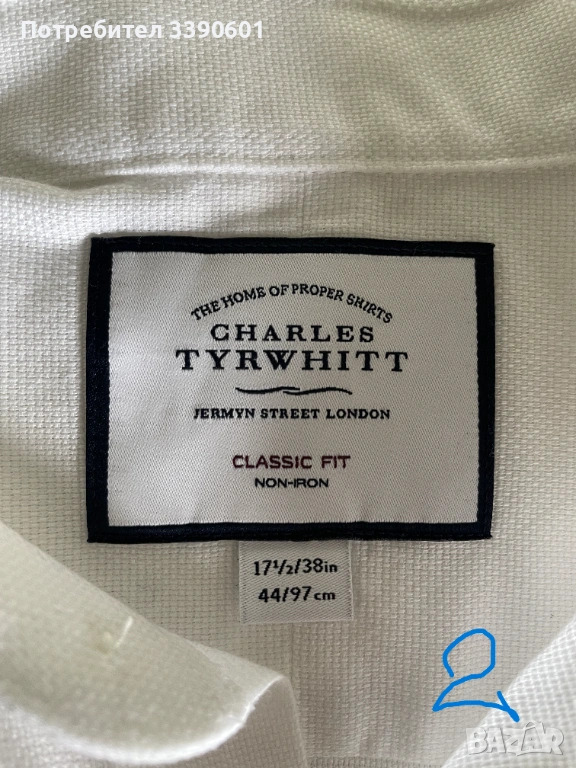 Потребител 3390601
THE HOME OF PROPER SHIRTS
CHARLES
TYRWHITT
JERMYN STREET LONDON
CLASSIC FIT
NON-IRON
17½/38in
44/97cm
2
BAZAR